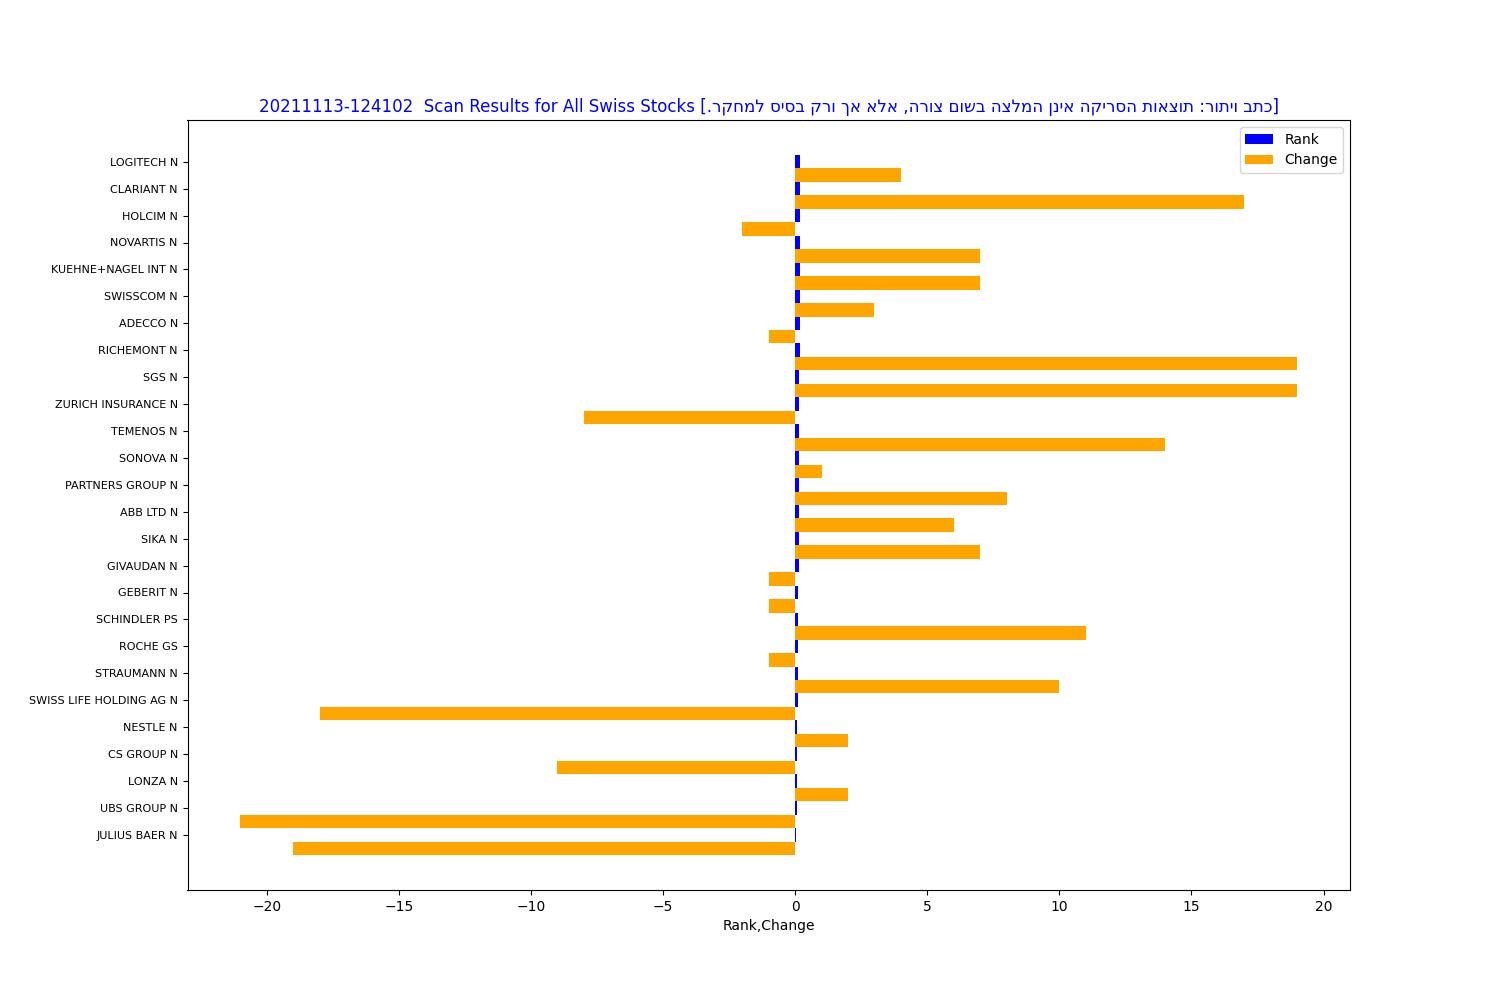 20211113-124102  Scan Results for All Swiss Stocks [כתב ויתור: תוצאות הסריקה אינן המלצה בשום צורה, אלא אך ורק בסיס למחקר.]
Rank
Change
LOGITECH N
CLARIANT N
HOLCIM N
NOVARTIS N
KUEHNE+NAGEL INT N
SWISSCOM N
ADECCO N
RICHEMONT N
SGS N
ZURICH INSURANCE N
TEMENOS N
SONOVA N
PARTNERS GROUP N
ABB LTD N
SIKA N
GIVAUDAN N
GEBERIT N
SCHINDLER PS
ROCHE GS
STRAUMANN N
SWISS LIFE HOLDING AG N
NESTLE N
CS GROUP N
LONZA N
UBS GROUP N
JULIUS BAER N
−20 −15 −10 −5 0 5 10 15 20
Rank,Change